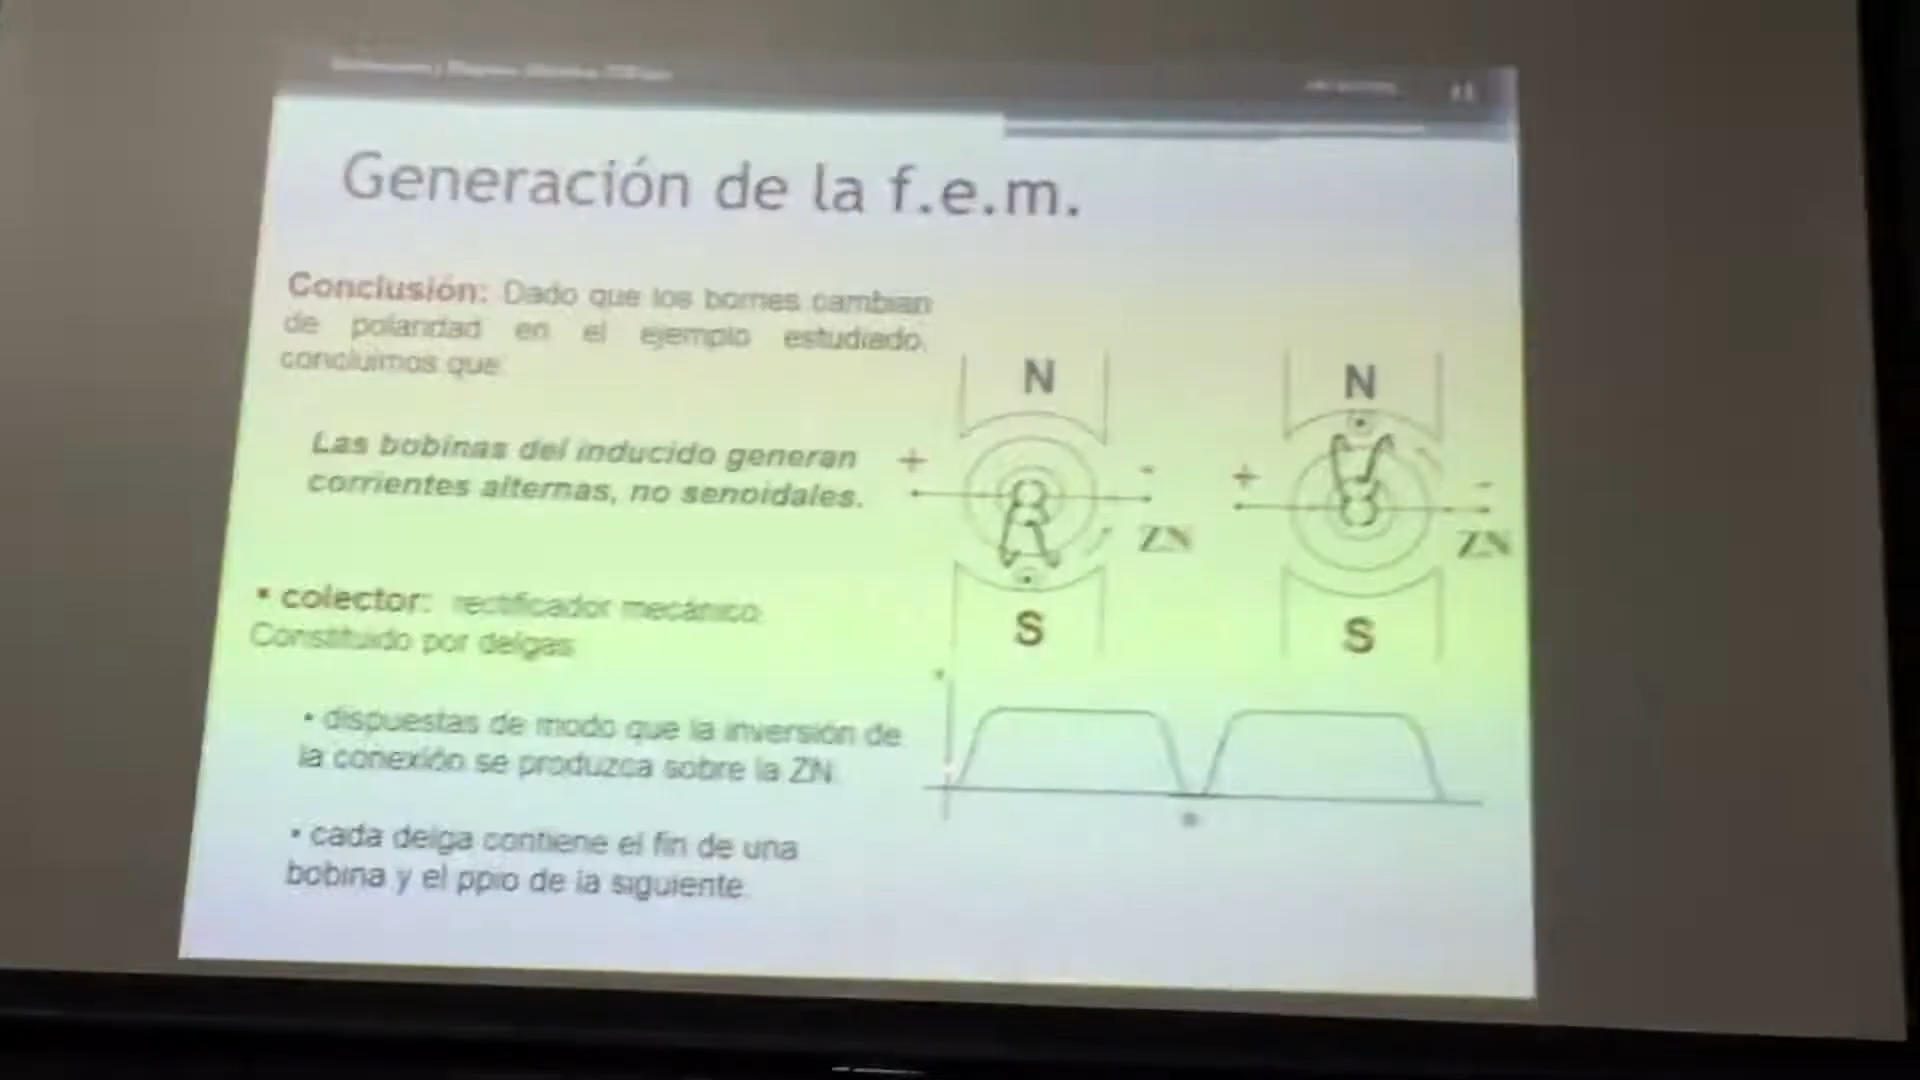 Generación de la f.e.m.
Conclusión: Dado que los bornes cambian
de polaridad en el ejemplo estudiado,
concluimos que:
Las bobinas del inducido generan
corrientes alternas, no senoidales.
• colector: rectificador mecánico.
Constituido por delgas
• dispuestas de modo que la inversión de
la conexión se produzca sobre la ZN.
• cada delga contiene el fin de una
bobina y el ppio de la siguiente.
N
+
-
ZN
S
N
+
-
ZN
S